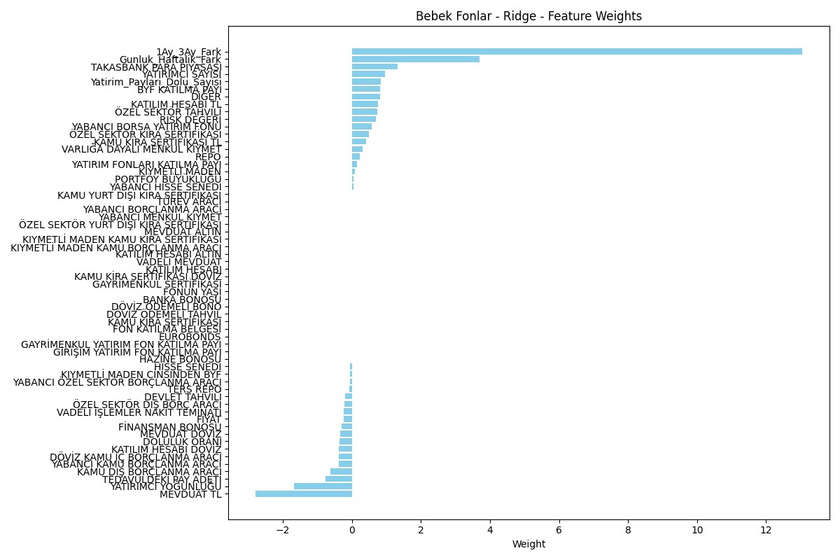 Bebek Fonlar - Ridge - Feature Weights
1Ay_3Ay_Fark
Gunluk_Haftalik_Fark
TAKASBANK PARA PİYASASI
YATIRIMCI SAYISI
Yatirim_Paylari_Dolu_Sayisi
BYF KATILMA PAYI
DİĞER
KATILIM HESABI TL
ÖZEL SEKTÖR TAHVİLİ
RISK DEĞERİ
YABANCI BORSA YATIRIM FONU
ÖZEL SEKTÖR KİRA SERTİFİKASI
KAMU KİRA SERTİFİKASI TL
VARLIĞA DAYALI MENKUL KIYMET
REPO
YATIRIM FONLARI KATILMA PAYI
KIYMETLİ MADEN
PORTFÖY BÜYÜKLÜĞÜ
YABANCI HİSSE SENEDİ
KAMU YURT DIŞI KİRA SERTİFİKASI
TÜREV ARACI
YABANCI BORÇLANMA ARACI
YABANCI MENKUL KIYMET
ÖZEL SEKTÖR YURT DIŞI KİRA SERTİFİKASI
MEVDUAT ALTIN
KIYMETLİ MADEN KAMU KİRA SERTİFİKASI
KIYMETLİ MADEN KAMU BORÇLANMA ARACI
KATILIM HESABI ALTIN
VADELİ MEVDUAT
KATILIM HESABI
KAMU KİRA SERTİFİKASI DÖVİZ
GAYRİMENKUL SERTİFİKASI
FONUN YAŞI
BANKA BONOSU
DÖVİZ ÖDEMELİ BONO
DÖVİZ ÖDEMELİ TAHVİL
KAMU KİRA SERTİFİKASI
FON KATILMA BELGESİ
EUROBONDS
GAYRİMENKUL YATIRIM FON KATILMA PAYI
GİRİŞİM YATIRIM FON KATILMA PAYI
HAZİNE BONOSU
HİSSE SENEDİ
KIYMETLİ MADEN CİNSİNDEN BYF
YABANCI ÖZEL SEKTÖR BORÇLANMA ARACI
TERS REPO
DEVLET TAHVİLİ
ÖZEL SEKTÖR DIŞ BORÇ ARACI
VADELİ İŞLEMLER NAKİT TEMİNATI
FİYAT
FİNANSMAN BONOSU
MEVDUAT DÖVİZ
DOLULUK ORANI
KATILIM HESABI DÖVİZ
DÖVİZ KAMU İÇ BORÇLANMA ARACI
YABANCI KAMU BORÇLANMA ARACI
KAMU DIŞ BORÇLANMA ARACI
TEDAVÜLDEKİ PAY ADETİ
YATIRIMCI YOĞUNLUĞU
MEVDUAT TL
−2 0 2 4 6 8 10 12
Weight